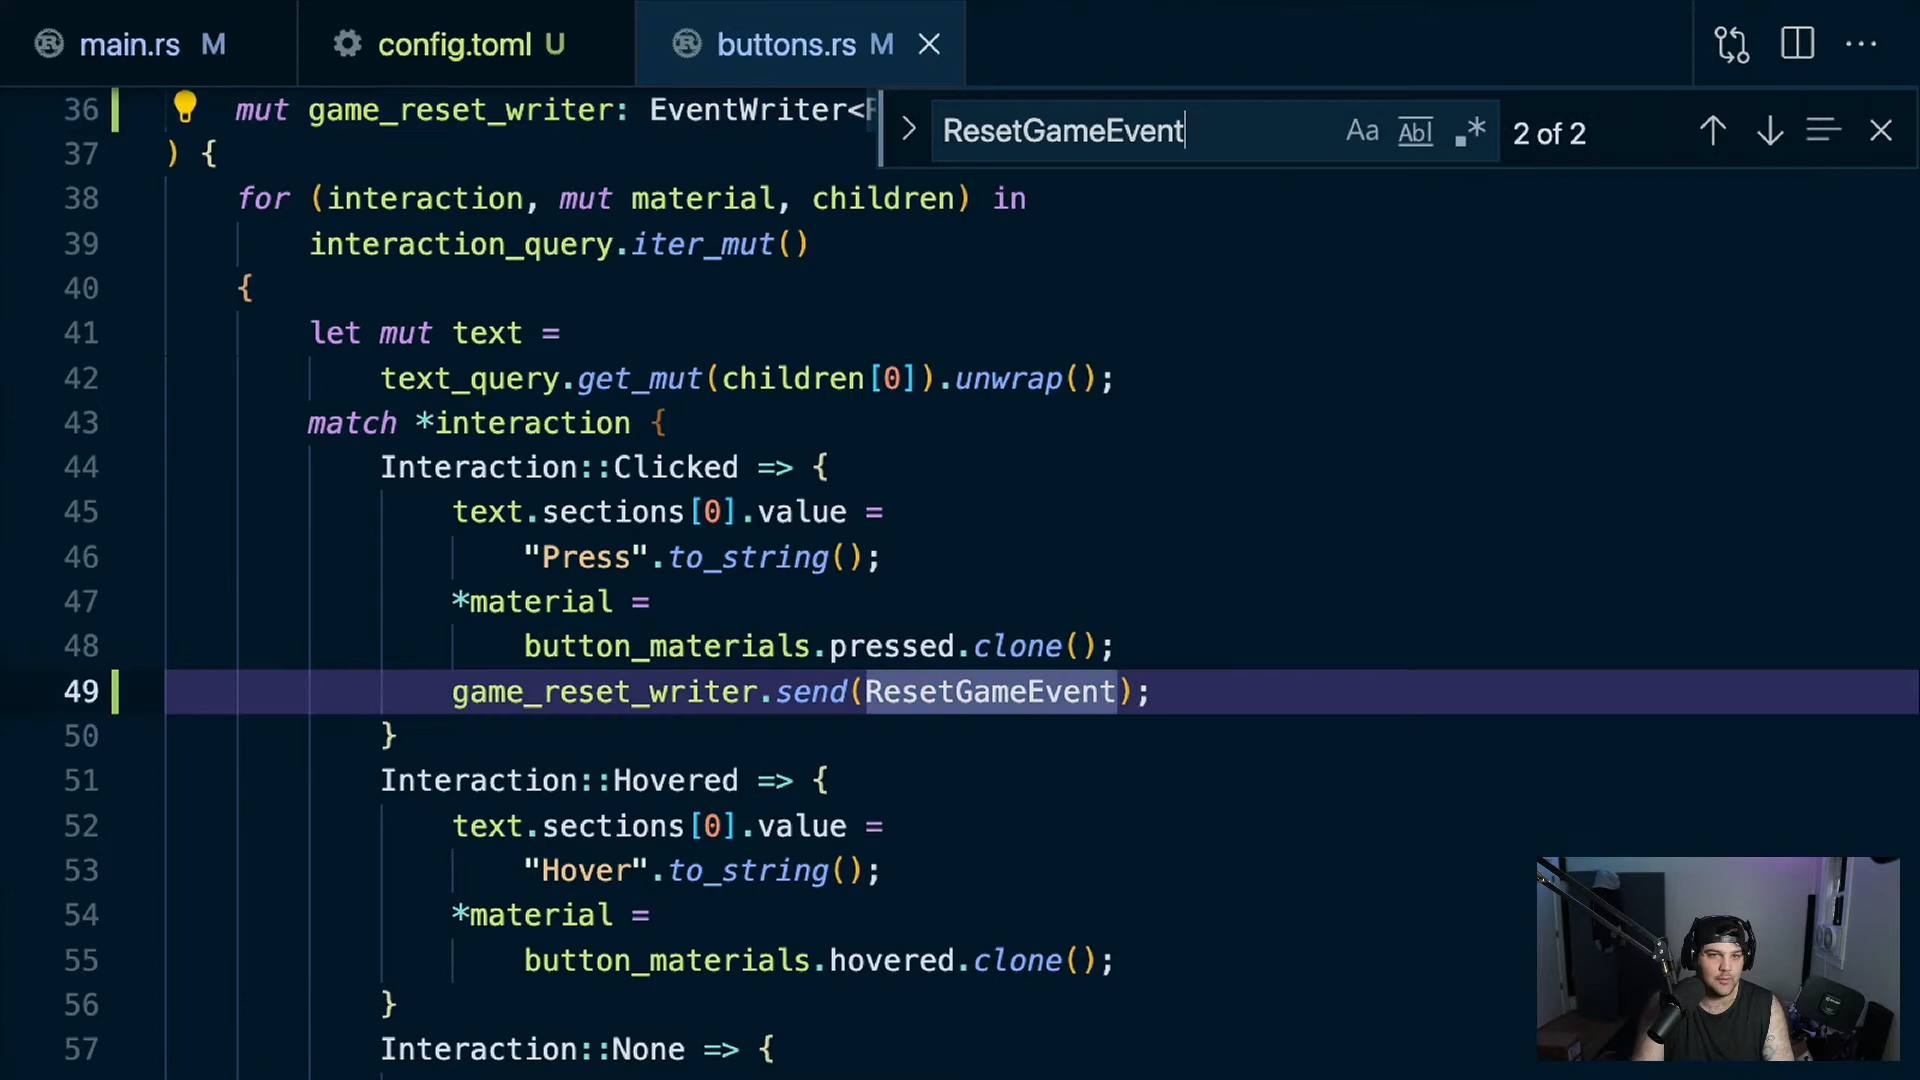 main.rs M config.toml U buttons.rs M
ResetGameEvent Aa Abl .* 2 of 2
36 mut game_reset_writer: EventWriter<
37 ) {
38 for (interaction, mut material, children) in
39 interaction_query.iter_mut()
40 {
41 let mut text =
42 text_query.get_mut(children[0]).unwrap();
43 match *interaction {
44 Interaction::Clicked => {
45 text.sections[0].value =
46 "Press".to_string();
47 *material =
48 button_materials.pressed.clone();
49 game_reset_writer.send(ResetGameEvent);
50 }
51 Interaction::Hovered => {
52 text.sections[0].value =
53 "Hover".to_string();
54 *material =
55 button_materials.hovered.clone();
56 }
57 Interaction::None => {